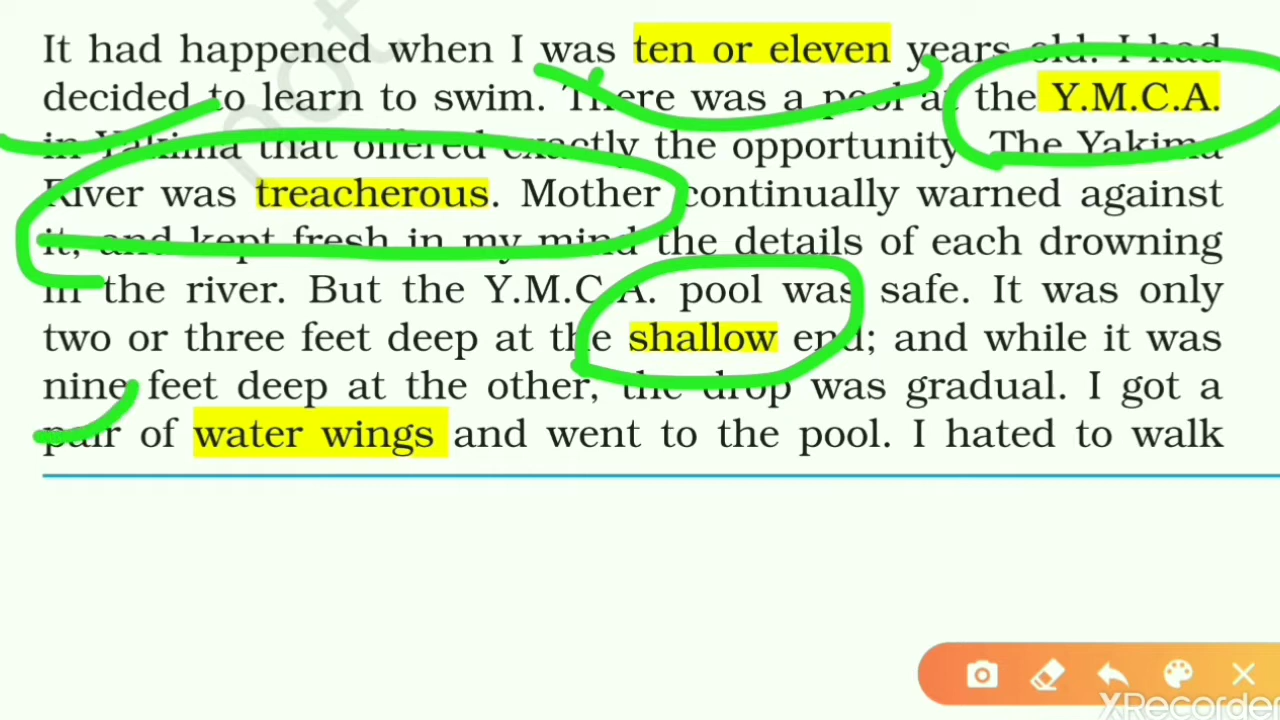 It had happened when I was ten or eleven years old. I had
decided to learn to swim. There was a pool at the Y.M.C.A.
in Yakima that offered exactly the opportunity. The Yakima
River was treacherous. Mother continually warned against
it, and kept fresh in my mind the details of each drowning
in the river. But the Y.M.C.A. pool was safe. It was only
two or three feet deep at the shallow end; and while it was
nine feet deep at the other, the drop was gradual. I got a
pair of water wings and went to the pool. I hated to walk
not
XRecorder